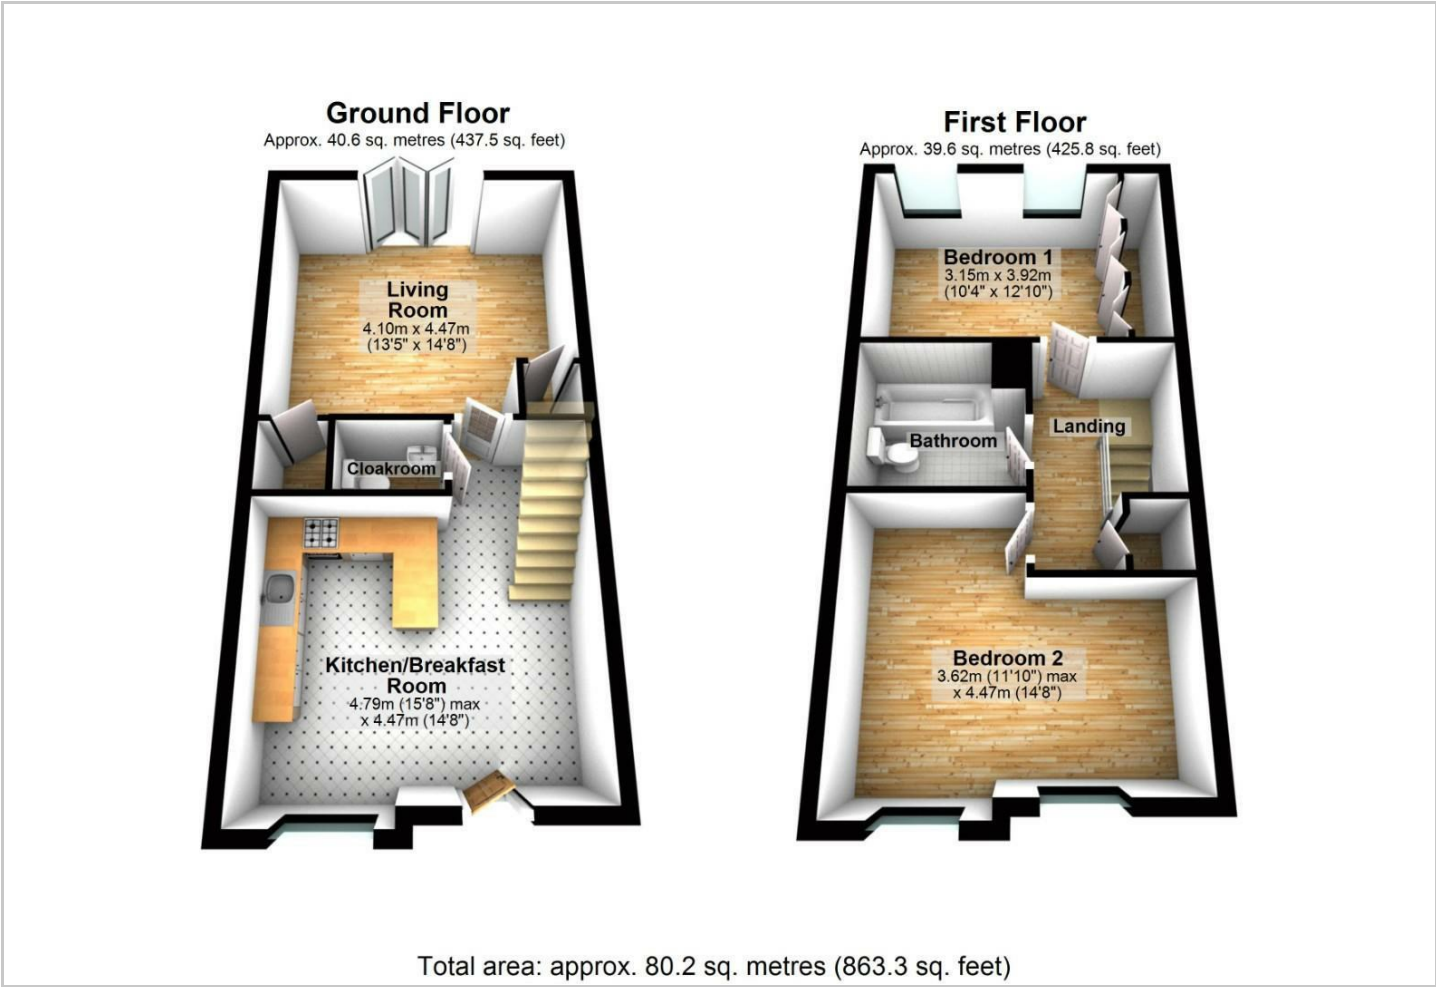 Ground Floor
Approx. 40.6 sq. metres (437.5 sq. feet)
Living
Room
4.10m x 4.47m
(13'5" x 14'8")
Cloakroom
Kitchen/Breakfast
Room
4.79m (15'8") max
x 4.47m (14'8")
First Floor
Approx. 39.6 sq. metres (425.8 sq. feet)
Bedroom 1
3.15m x 3.92m
(10'4" x 12'10")
Bathroom
Landing
Bedroom 2
3.62m (11'10") max
x 4.47m (14'8")
Total area: approx. 80.2 sq. metres (863.3 sq. feet)